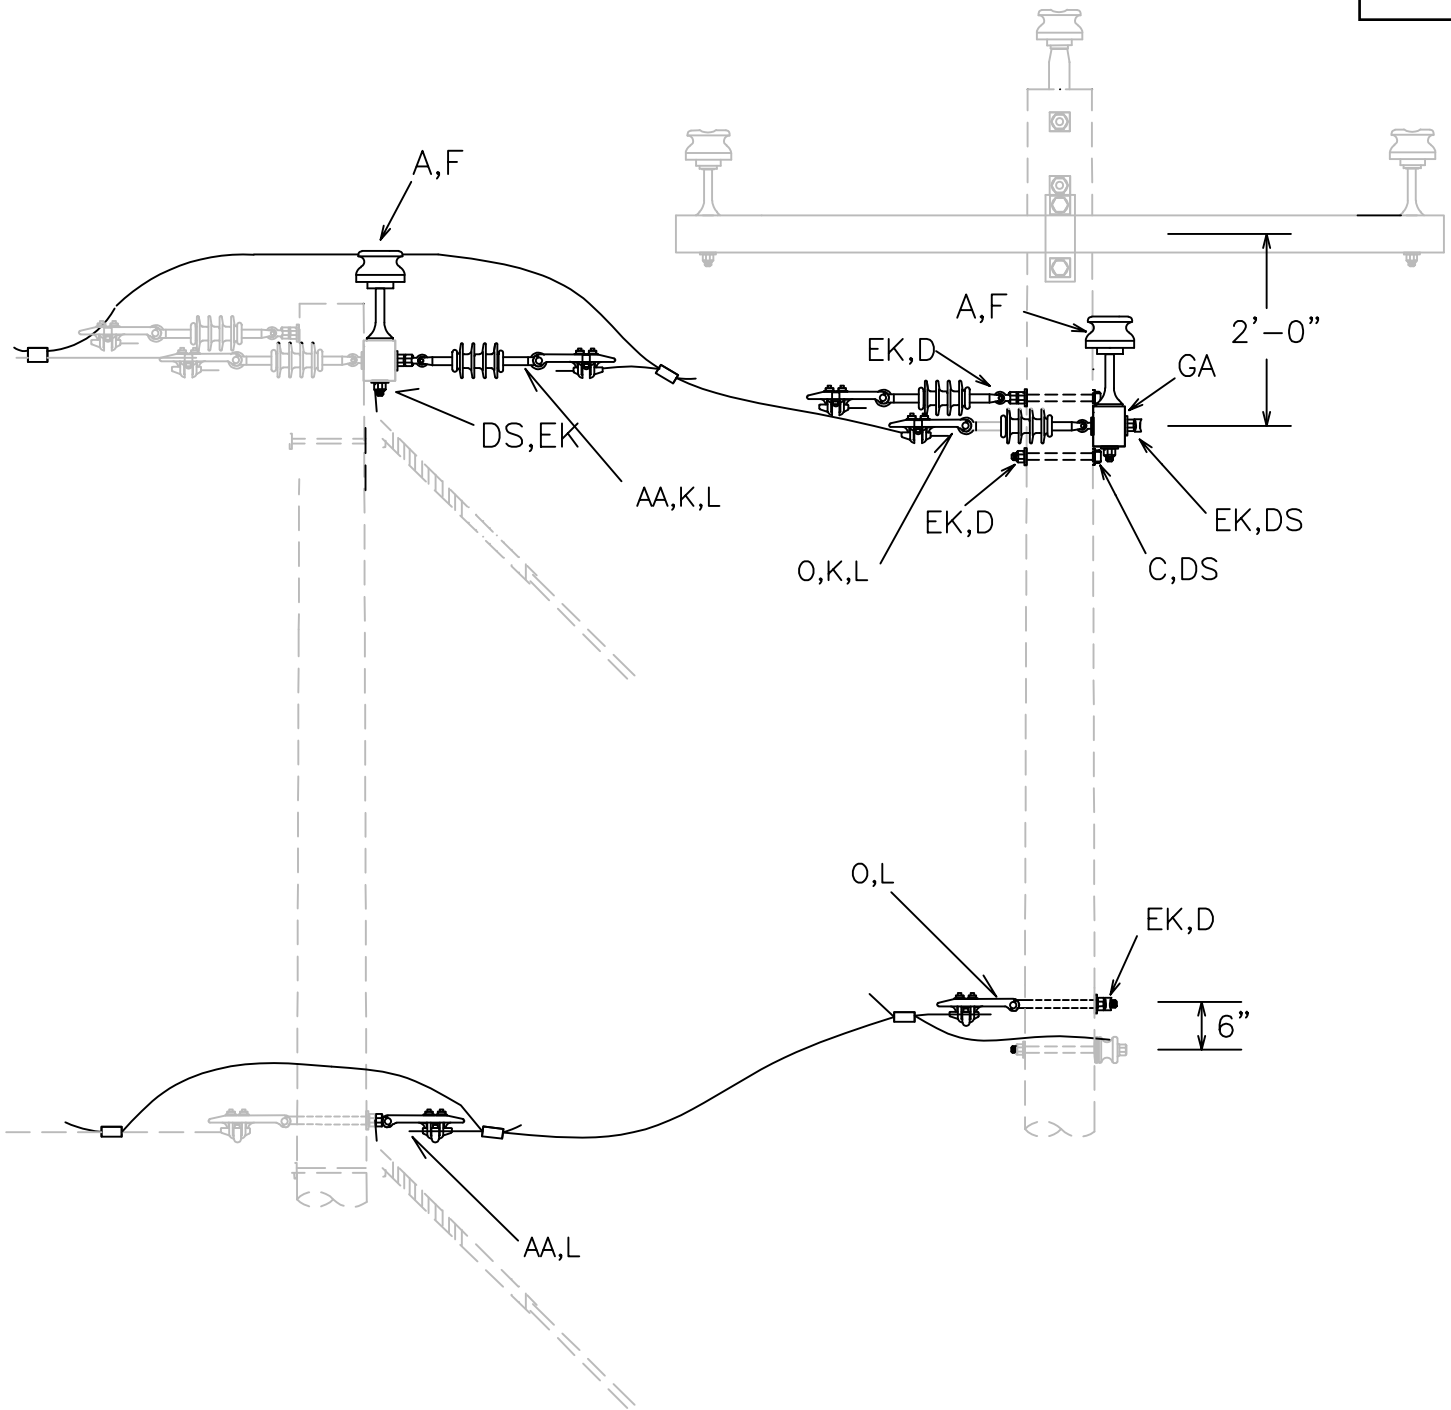 A,F
A,F
2'-0"
EK,D
GA
DS,EK
AA,K,L
EK,D
EK,DS
O,K,L
C,DS
O,L
EK,D
6"
AA,L